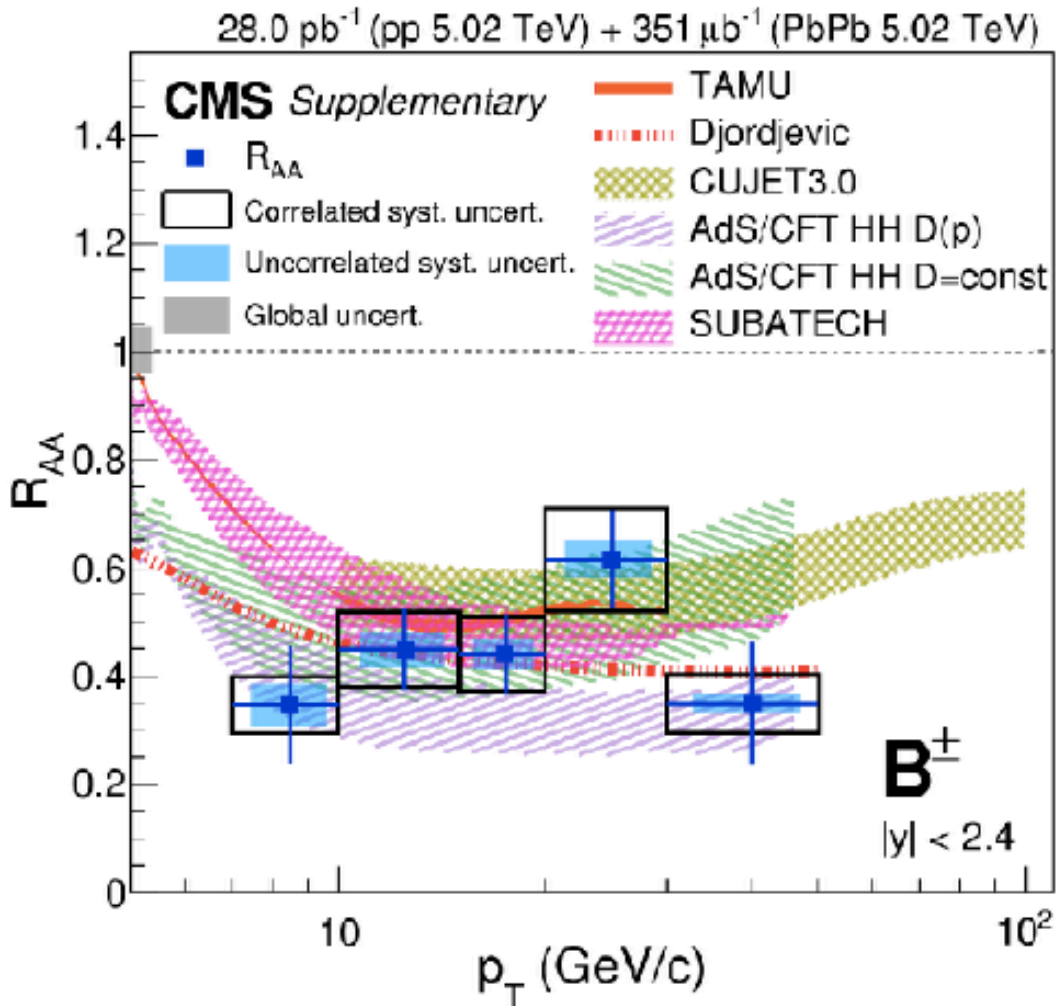 28.0 pb⁻¹ (pp 5.02 TeV) + 351 μb⁻¹ (PbPb 5.02 TeV)
CMS Supplementary
R_AA
Correlated syst. uncert.
Uncorrelated syst. uncert.
Global uncert.
TAMU
Djordjevic
CUJET3.0
AdS/CFT HH D(p)
AdS/CFT HH D=const
SUBATECH
1.4
1.2
1
0.8
0.6
0.4
0.2
0
R_AA
B±
|y| < 2.4
10
10²
p_T (GeV/c)